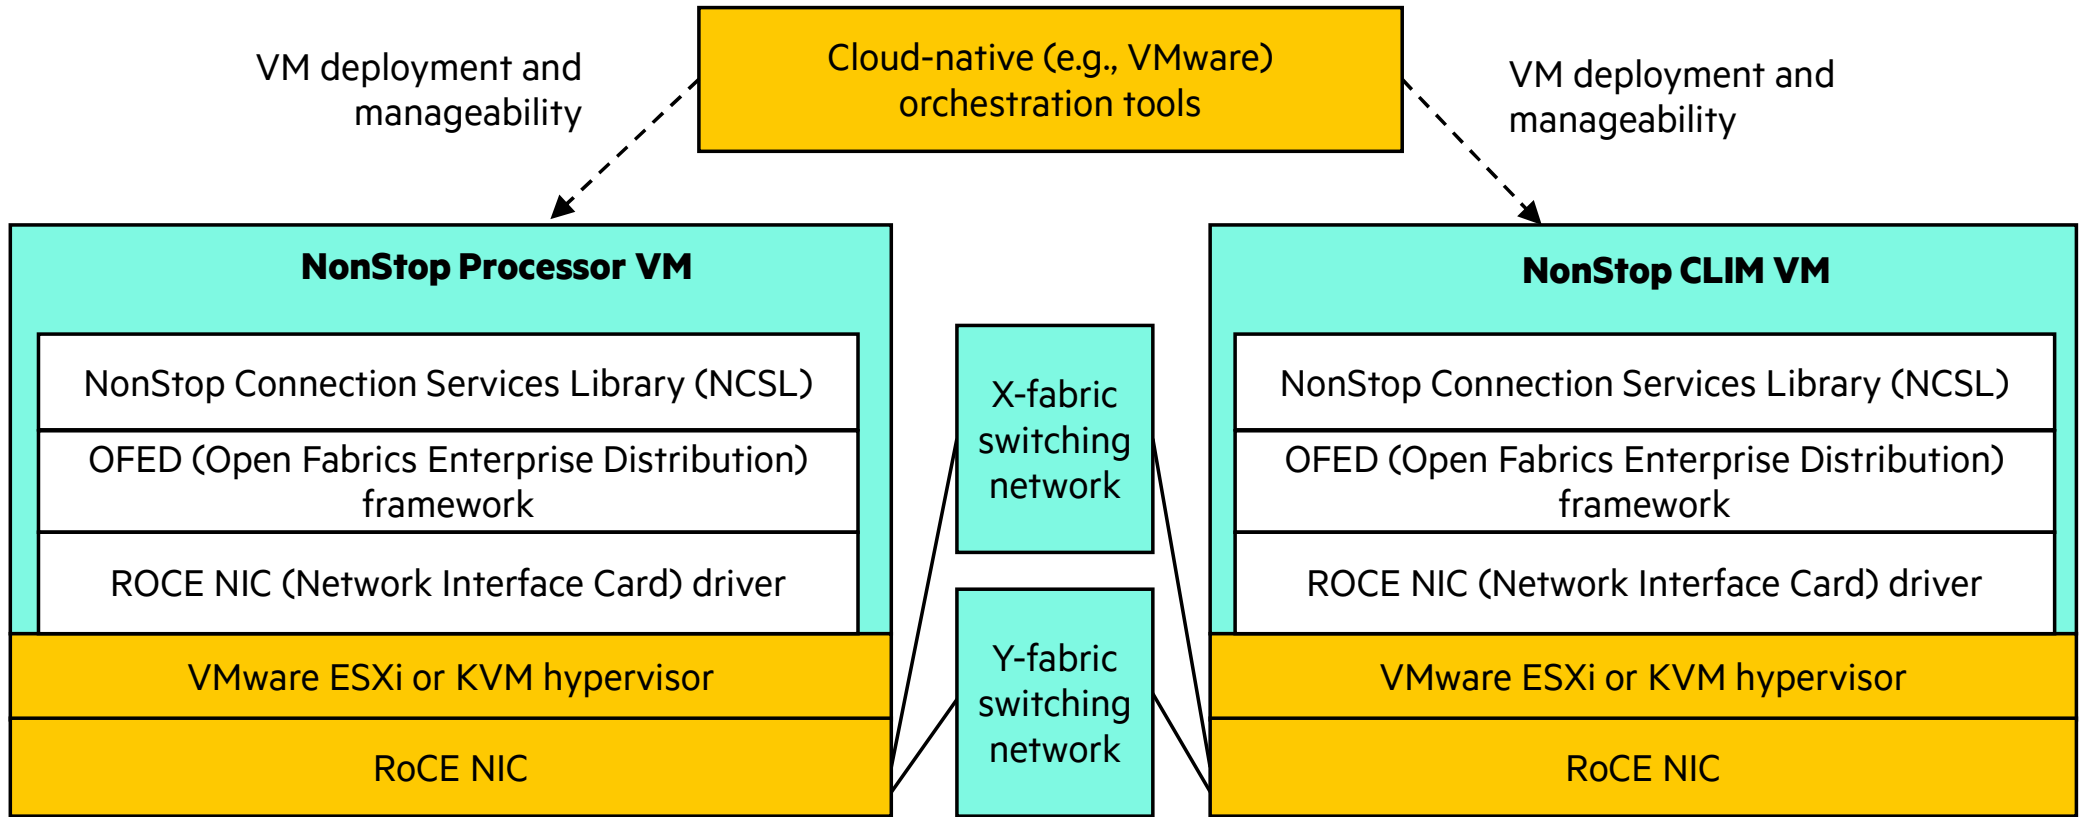 Cloud-native (e.g., VMware)
orchestration tools
VM deployment and
manageability
VM deployment and
manageability
NonStop Processor VM
NonStop Connection Services Library (NCSL)
OFED (Open Fabrics Enterprise Distribution)
framework
ROCE NIC (Network Interface Card) driver
VMware ESXi or KVM hypervisor
RoCE NIC
X-fabric
switching
network
Y-fabric
switching
network
NonStop CLIM VM
NonStop Connection Services Library (NCSL)
OFED (Open Fabrics Enterprise Distribution)
framework
ROCE NIC (Network Interface Card) driver
VMware ESXi or KVM hypervisor
RoCE NIC